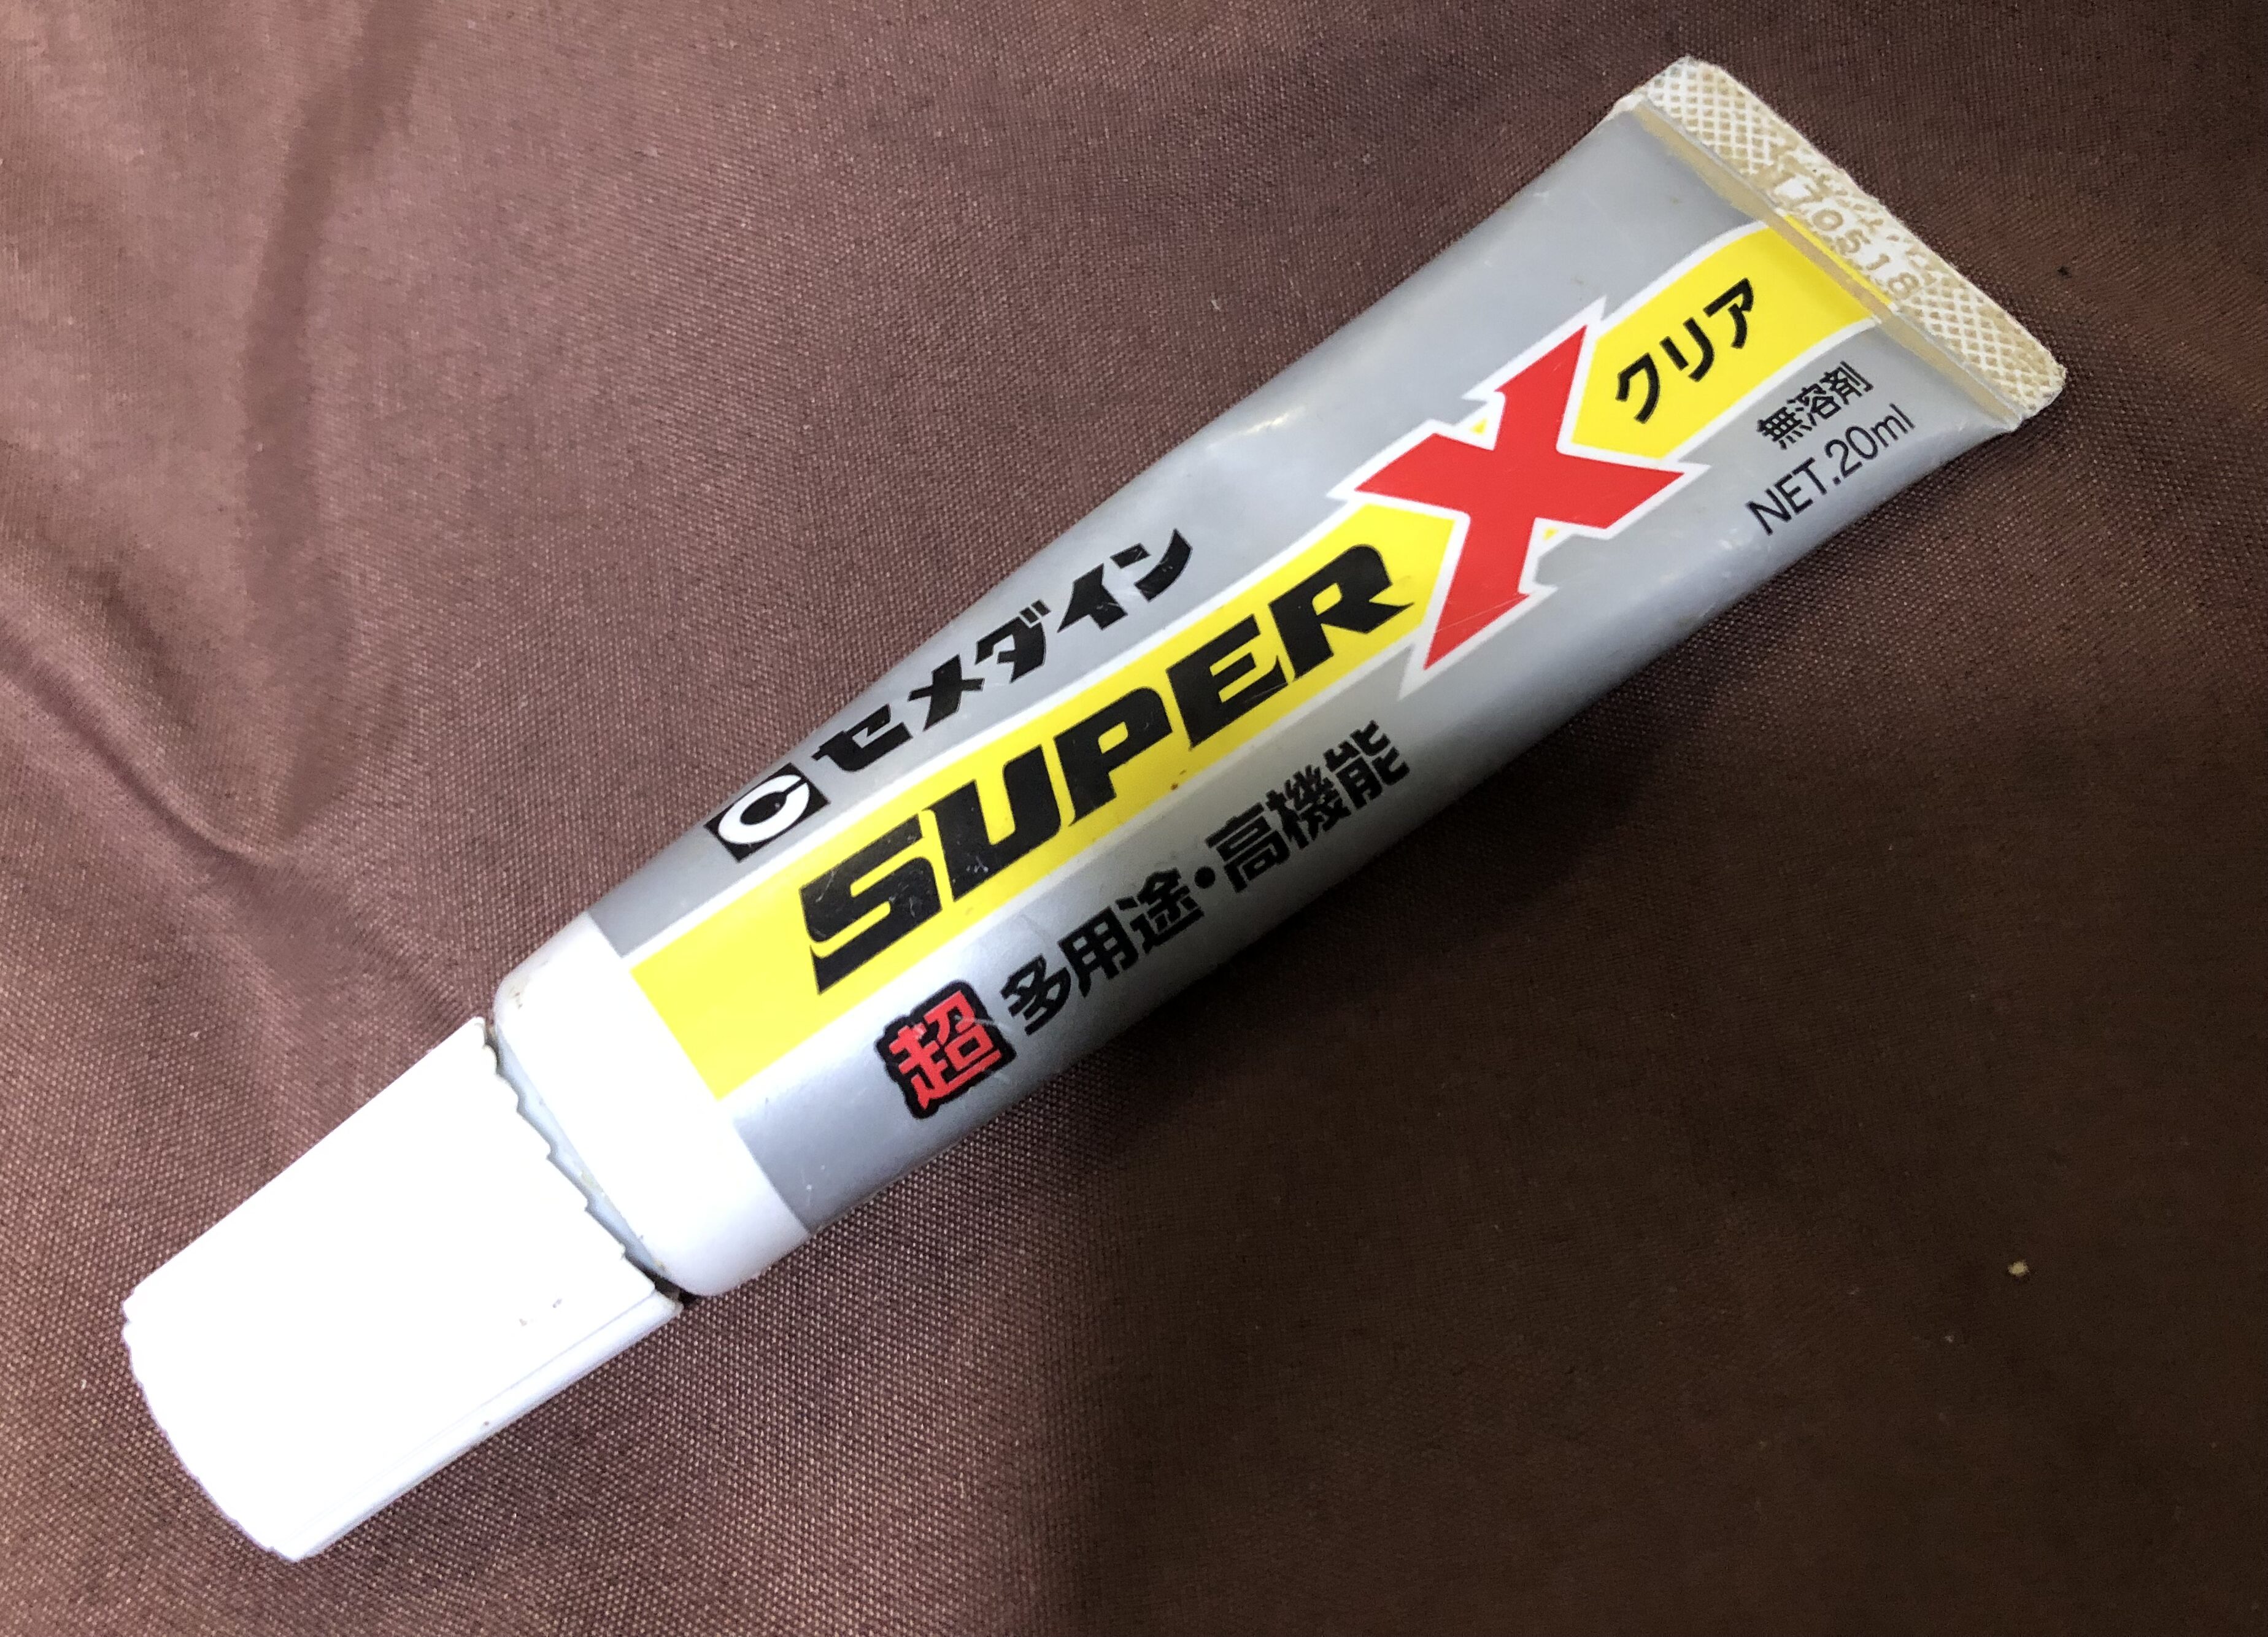 セメダイン
SUPER X
クリア
超 多用途・高機能
無溶剤
NET.20ml